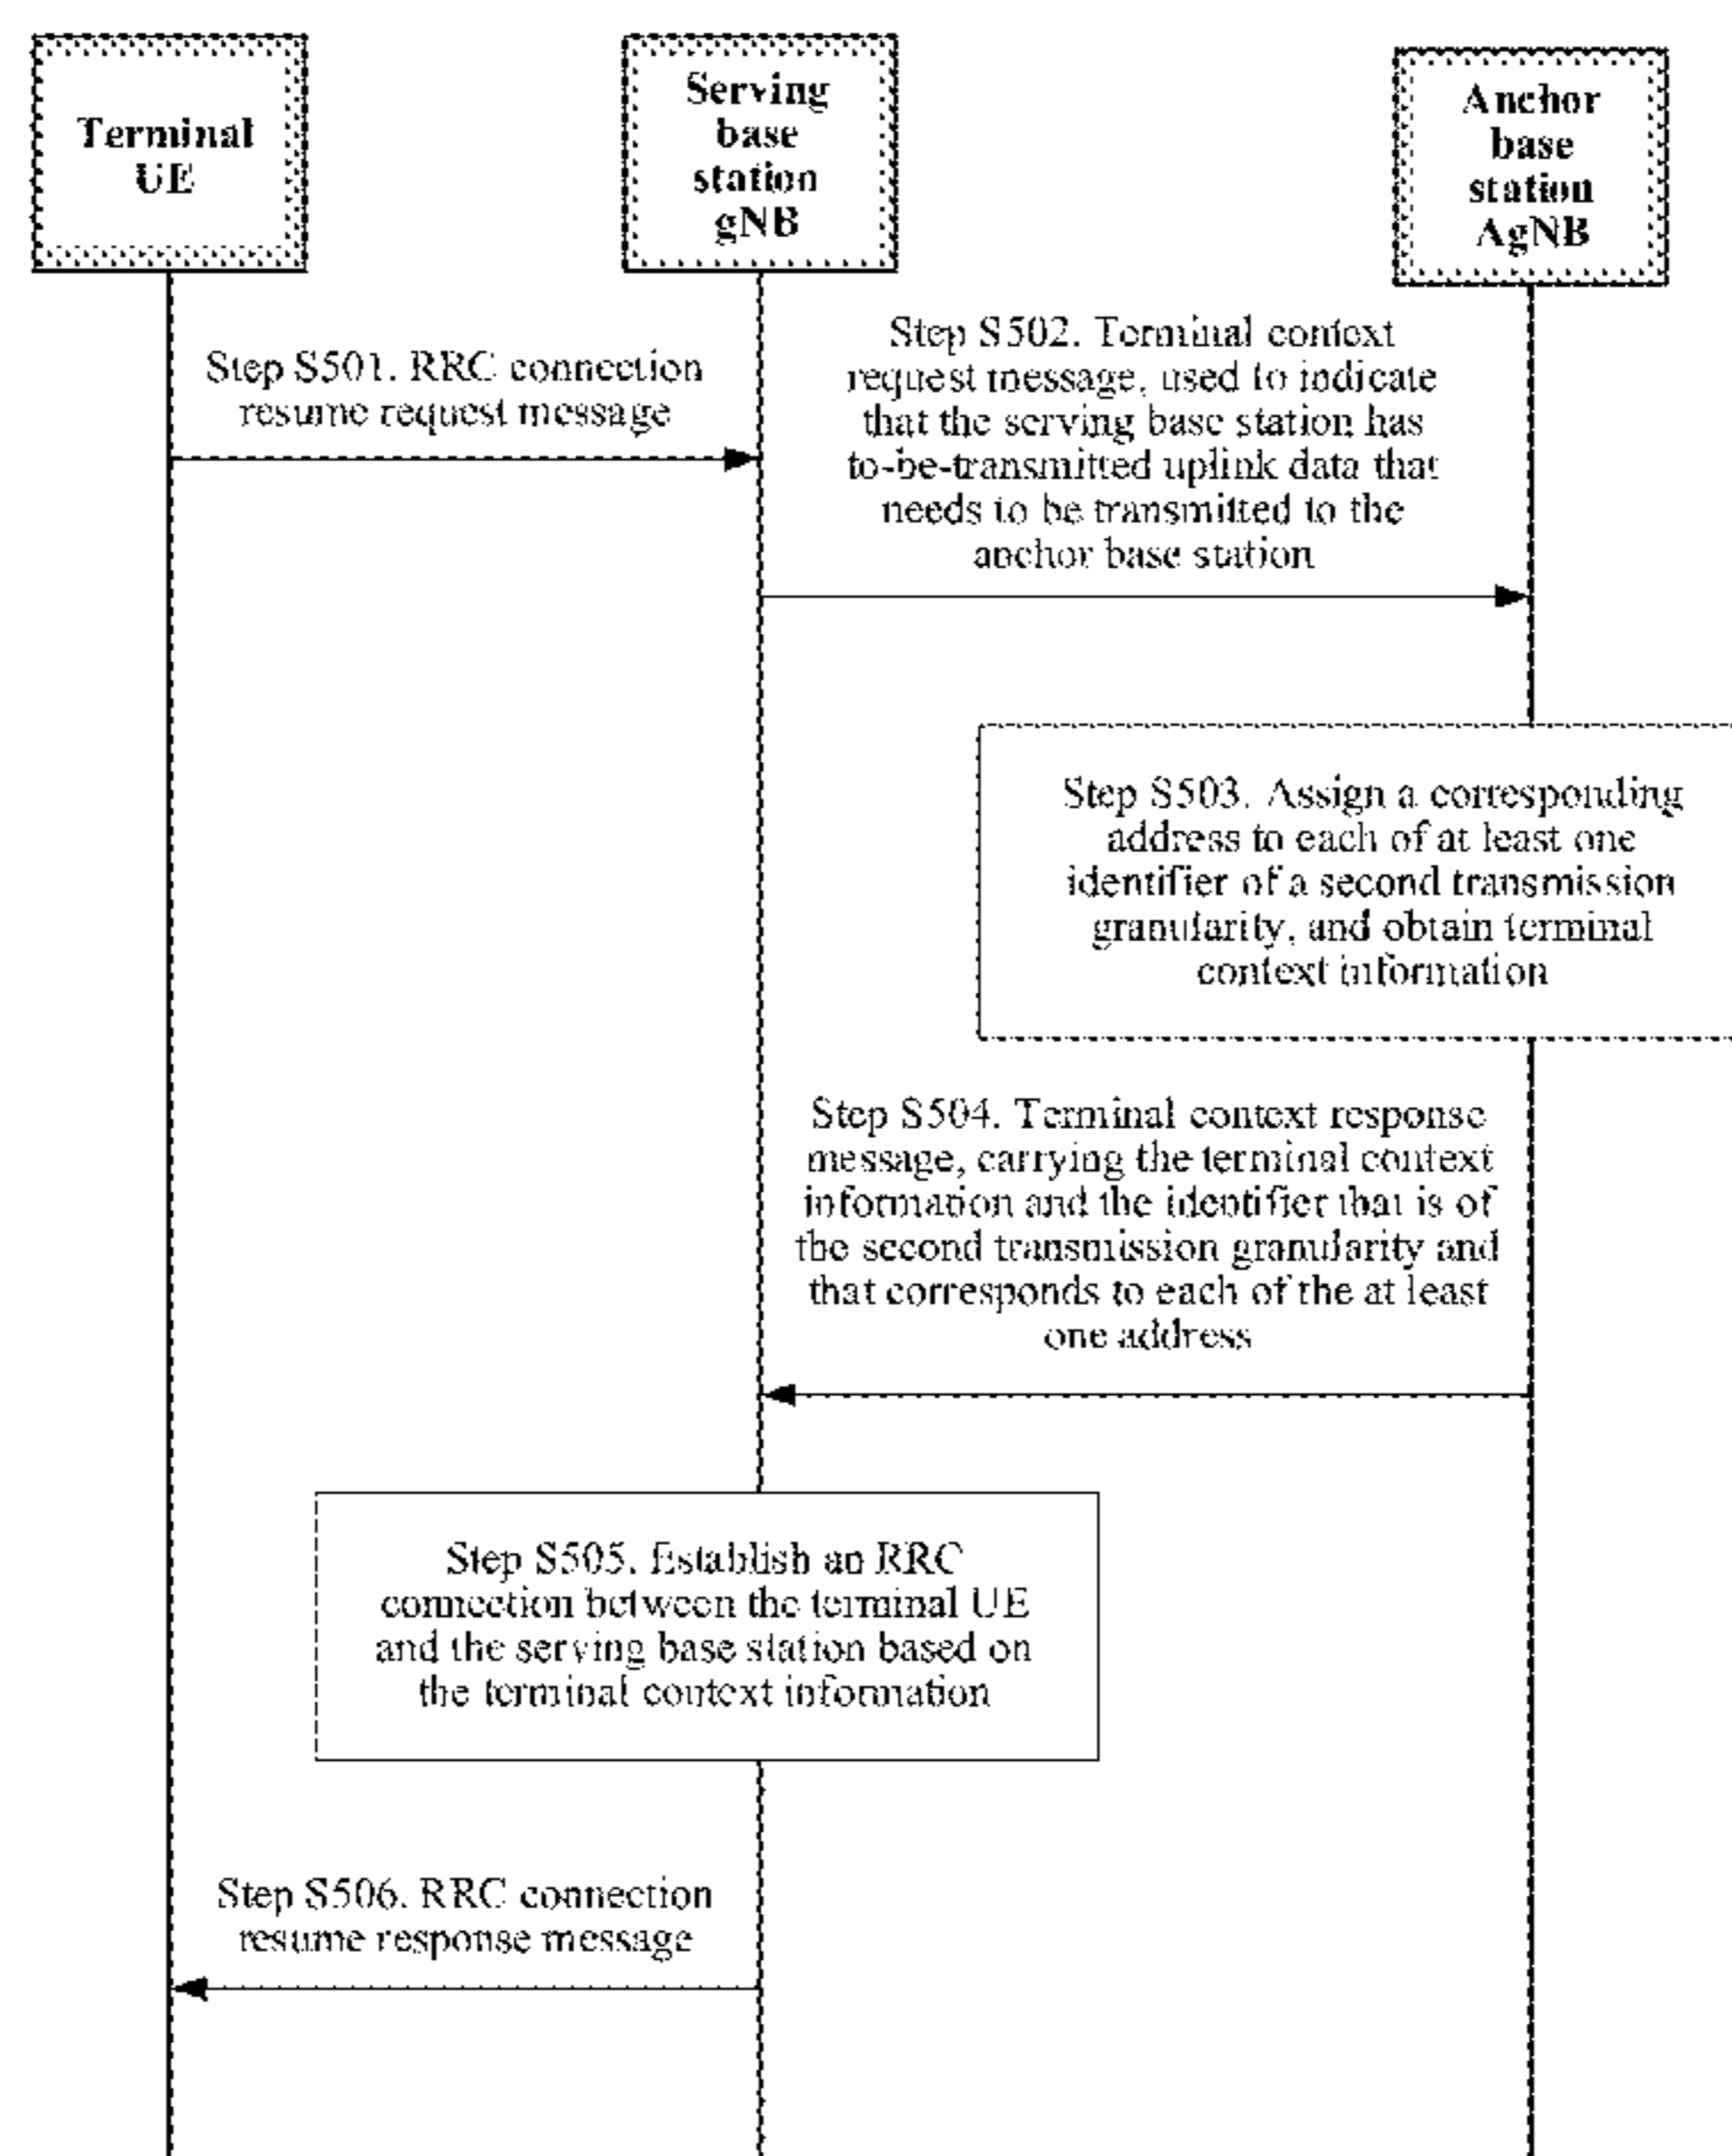 Terminal
UE
Serving
base
station
gNB
Anchor
base
station
AgNB
Step S501. RRC connection
resume request message
Step S502. Terminal context
request message, used to indicate
that the serving base station has
to-be-transmitted uplink data that
needs to be transmitted to the
anchor base station
Step S503. Assign a corresponding
address to each of at least one
identifier of a second transmission
granularity, and obtain terminal
context information
Step S504. Terminal context response
message, carrying the terminal context
information and the identifier that is of
the second transmission granularity and
that corresponds to each of the at least
one address
Step S505. Establish an RRC
connection between the terminal UE
and the serving base station based on
the terminal context information
Step S506. RRC connection
resume response message